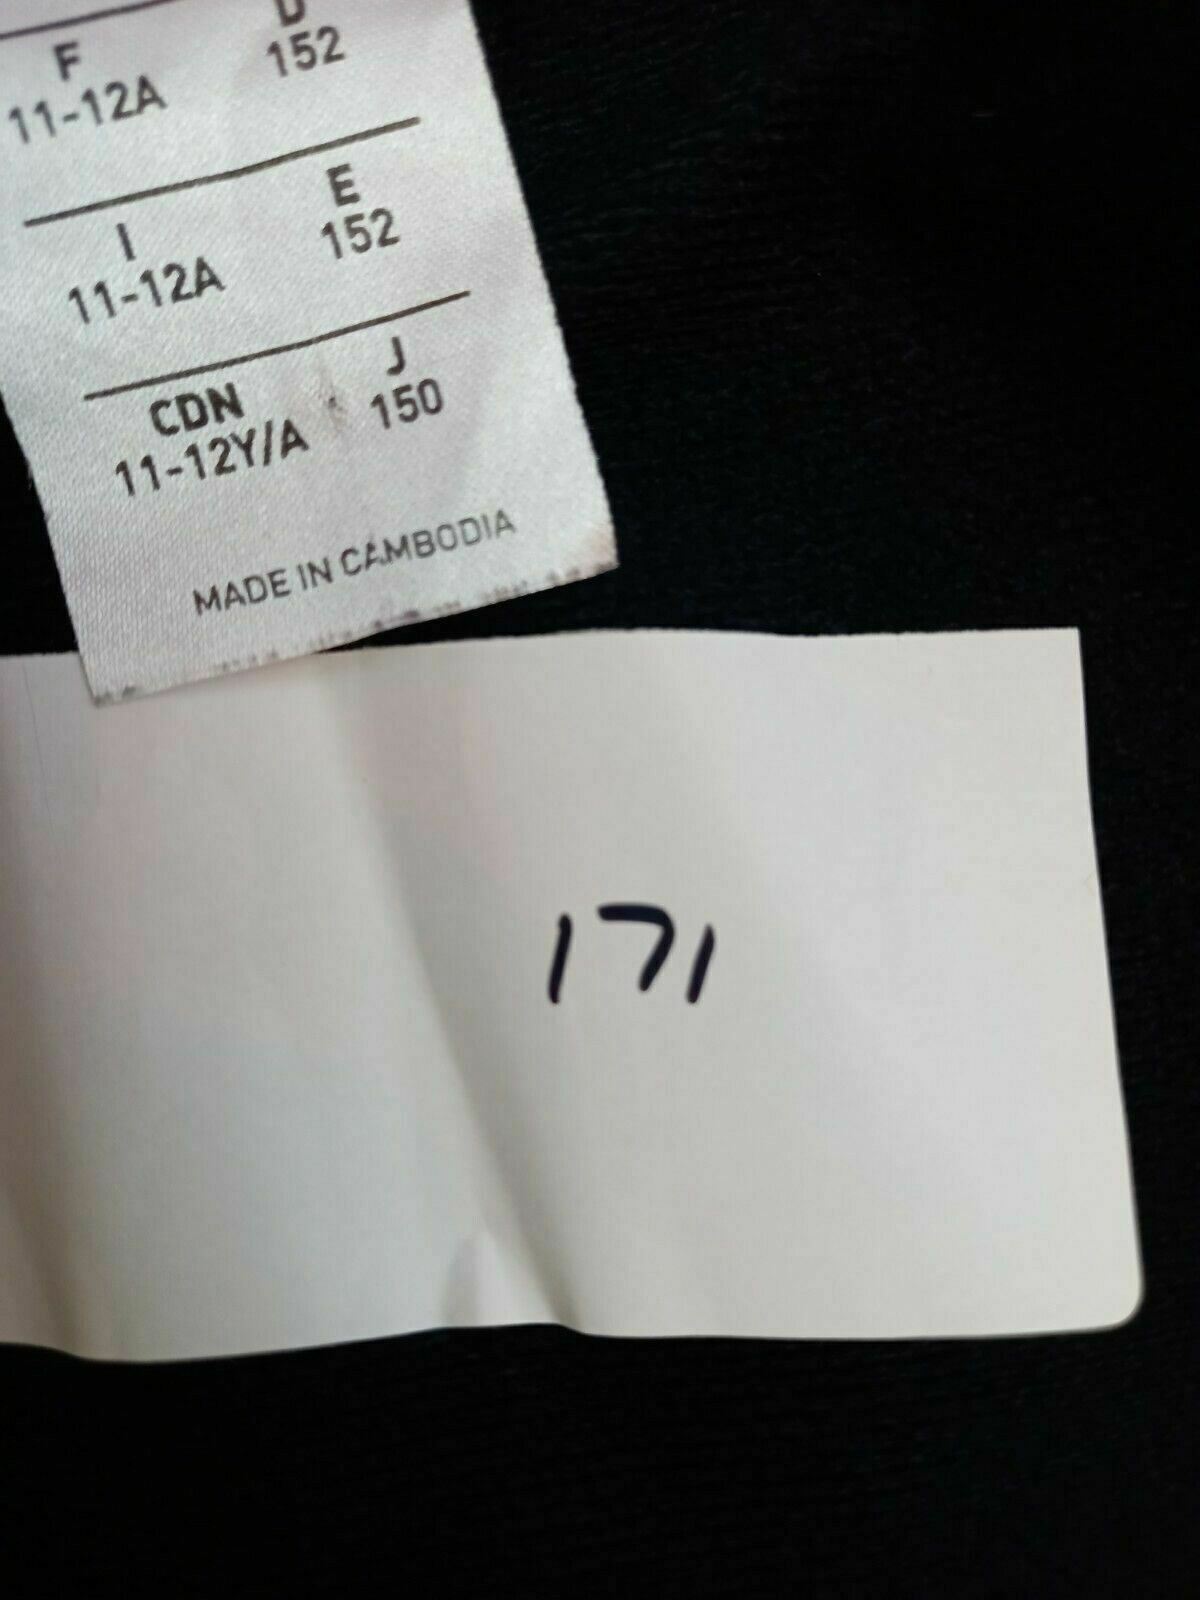 F D
11-12A 152
I E
11-12A 152
CDN J
11-12Y/A 150
MADE IN CAMBODIA
171